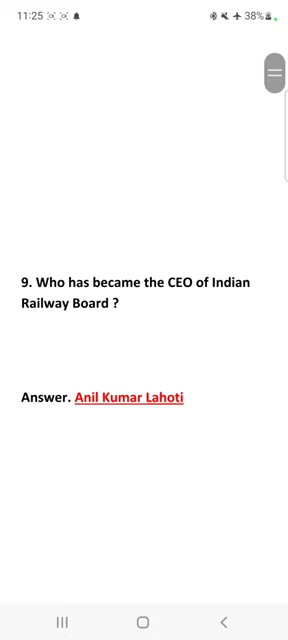 11:25 38%
9. Who has became the CEO of Indian
Railway Board ?
Answer. Anil Kumar Lahoti